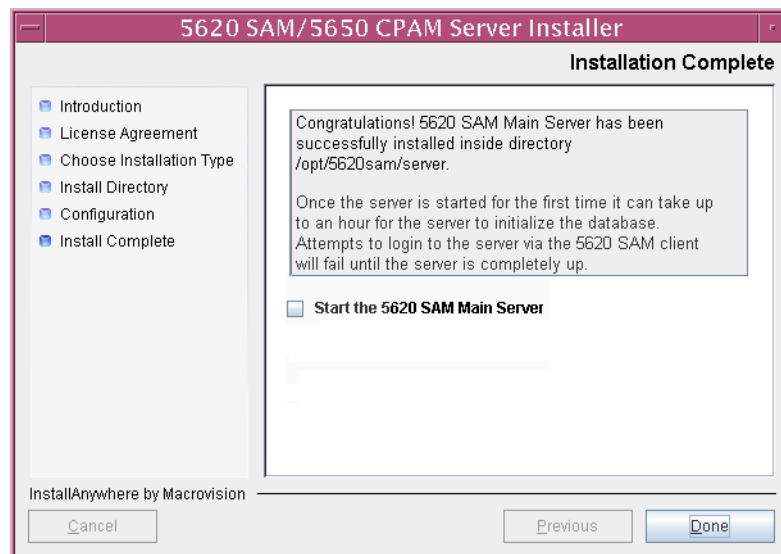 5620 SAM/5650 CPAM Server Installer
Installation Complete
Introduction
License Agreement
Choose Installation Type
Install Directory
Configuration
Install Complete
Congratulations! 5620 SAM Main Server has been
successfully installed inside directory
/opt/5620sam/server.
Once the server is started for the first time it can take up
to an hour for the server to initialize the database.
Attempts to login to the server via the 5620 SAM client
will fail until the server is completely up.
Start the 5620 SAM Main Server
InstallAnywhere by Macrovision
Cancel
Previous
Done